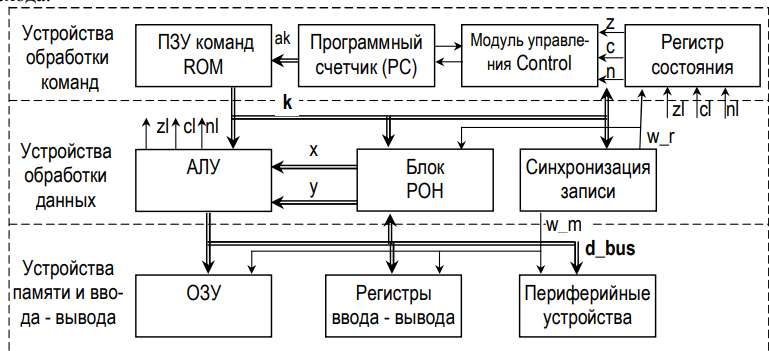 Устройства
обработки
команд
ПЗУ команд
ROM
ak
Программный
счетчик (PC)
Модуль управле-
ния Control
z
c
n
Регистр
состояния
k
zl
cl
nl
zl
cl
nl
w_r
Устройства
обработки
данных
АЛУ
x
y
Блок
РОН
Синхронизация
записи
w_m
d_bus
Устройства
памяти и вво-
да - вывода
ОЗУ
Регистры
ввода - вывода
Периферийные
устройства